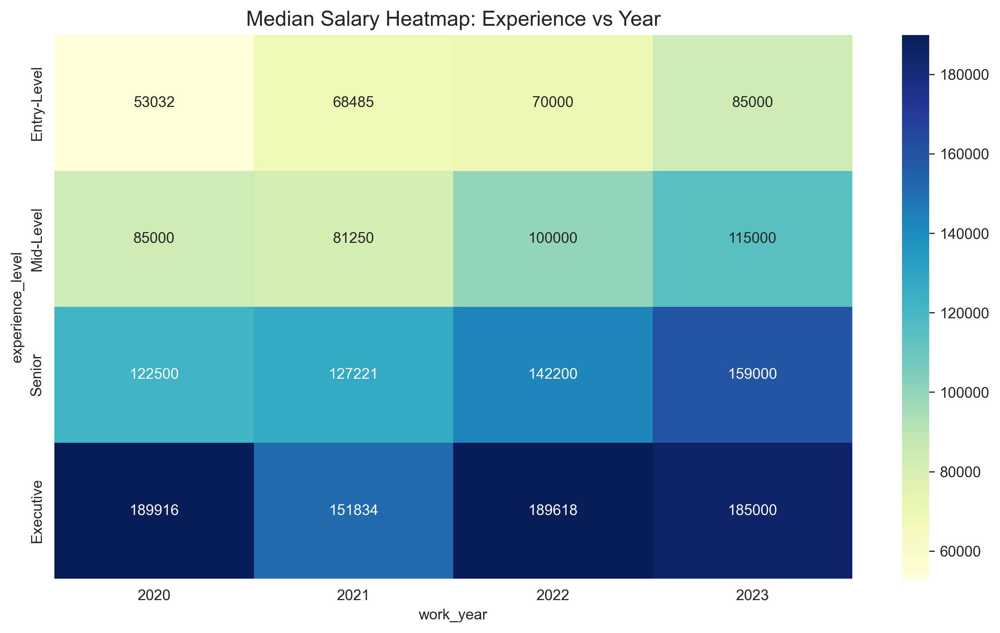 Median Salary Heatmap: Experience vs Year
experience_level
Entry-Level
53032 68485 70000 85000
Mid-Level
85000 81250 100000 115000
Senior
122500 127221 142200 159000
Executive
189916 151834 189618 185000
2020 2021 2022 2023
work_year
180000
160000
140000
120000
100000
80000
60000